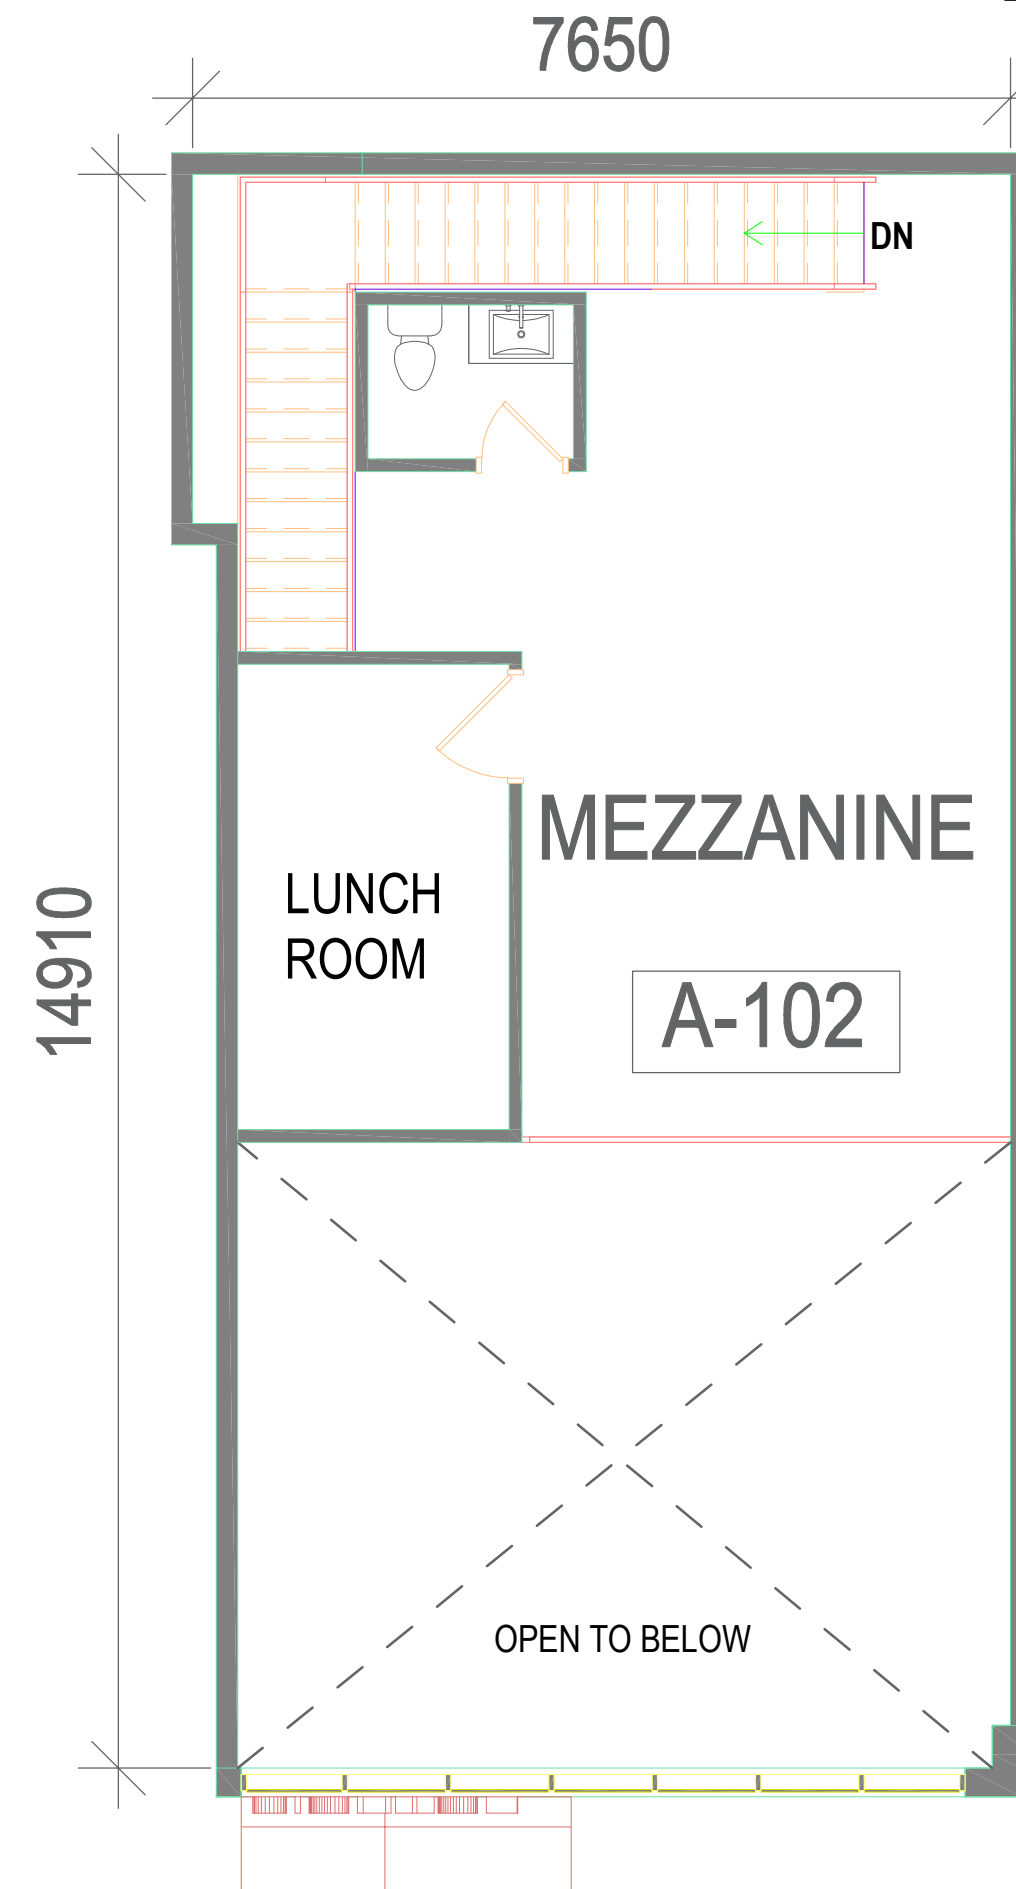 7650
DN
MEZZANINE
LUNCH
ROOM
14910
A-102
OPEN TO BELOW